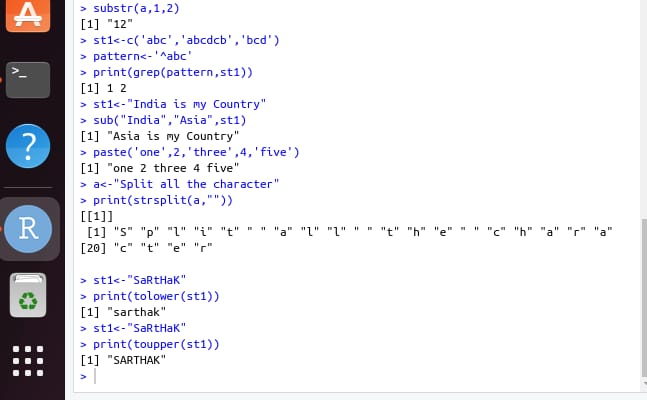 > substr(a,1,2)
[1] "12"
> st1<-c('abc','abcdcb','bcd')
> pattern<-'^abc'
> print(grep(pattern,st1))
[1] 1 2
> st1<-"India is my Country"
> sub("India","Asia",st1)
[1] "Asia is my Country"
> paste('one',2,'three',4,'five')
[1] "one 2 three 4 five"
> a<-"Split all the character"
> print(strsplit(a,""))
[[1]]
 [1] "S" "p" "l" "i" "t" " " "a" "l" "l" " " "t" "h" "e" " " "c" "h" "a" "r" "a"
[20] "c" "t" "e" "r"
> st1<-"SaRtHaK"
> print(tolower(st1))
[1] "sarthak"
> st1<-"SaRtHaK"
> print(toupper(st1))
[1] "SARTHAK"
>
A
>_
?
R